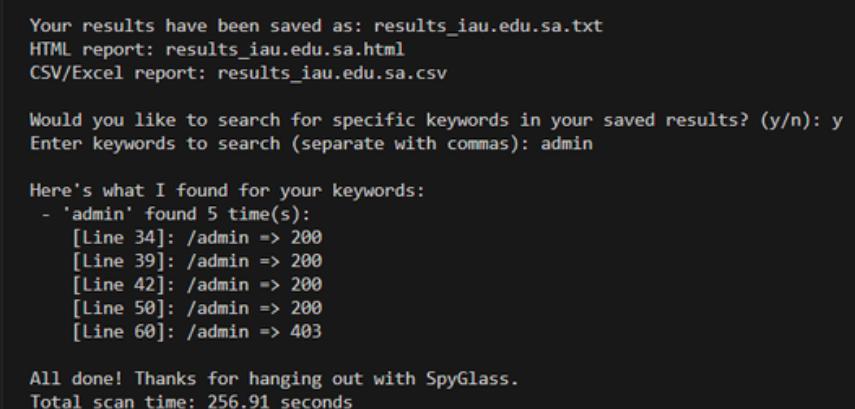 Your results have been saved as: results_iau.edu.sa.txt
HTML report: results_iau.edu.sa.html
CSV/Excel report: results_iau.edu.sa.csv
Would you like to search for specific keywords in your saved results? (y/n): y
Enter keywords to search (separate with commas): admin
Here's what I found for your keywords:
- 'admin' found 5 time(s):
[Line 34]: /admin => 200
[Line 39]: /admin => 200
[Line 42]: /admin => 200
[Line 50]: /admin => 200
[Line 60]: /admin => 403
All done! Thanks for hanging out with SpyGlass.
Total scan time: 256.91 seconds